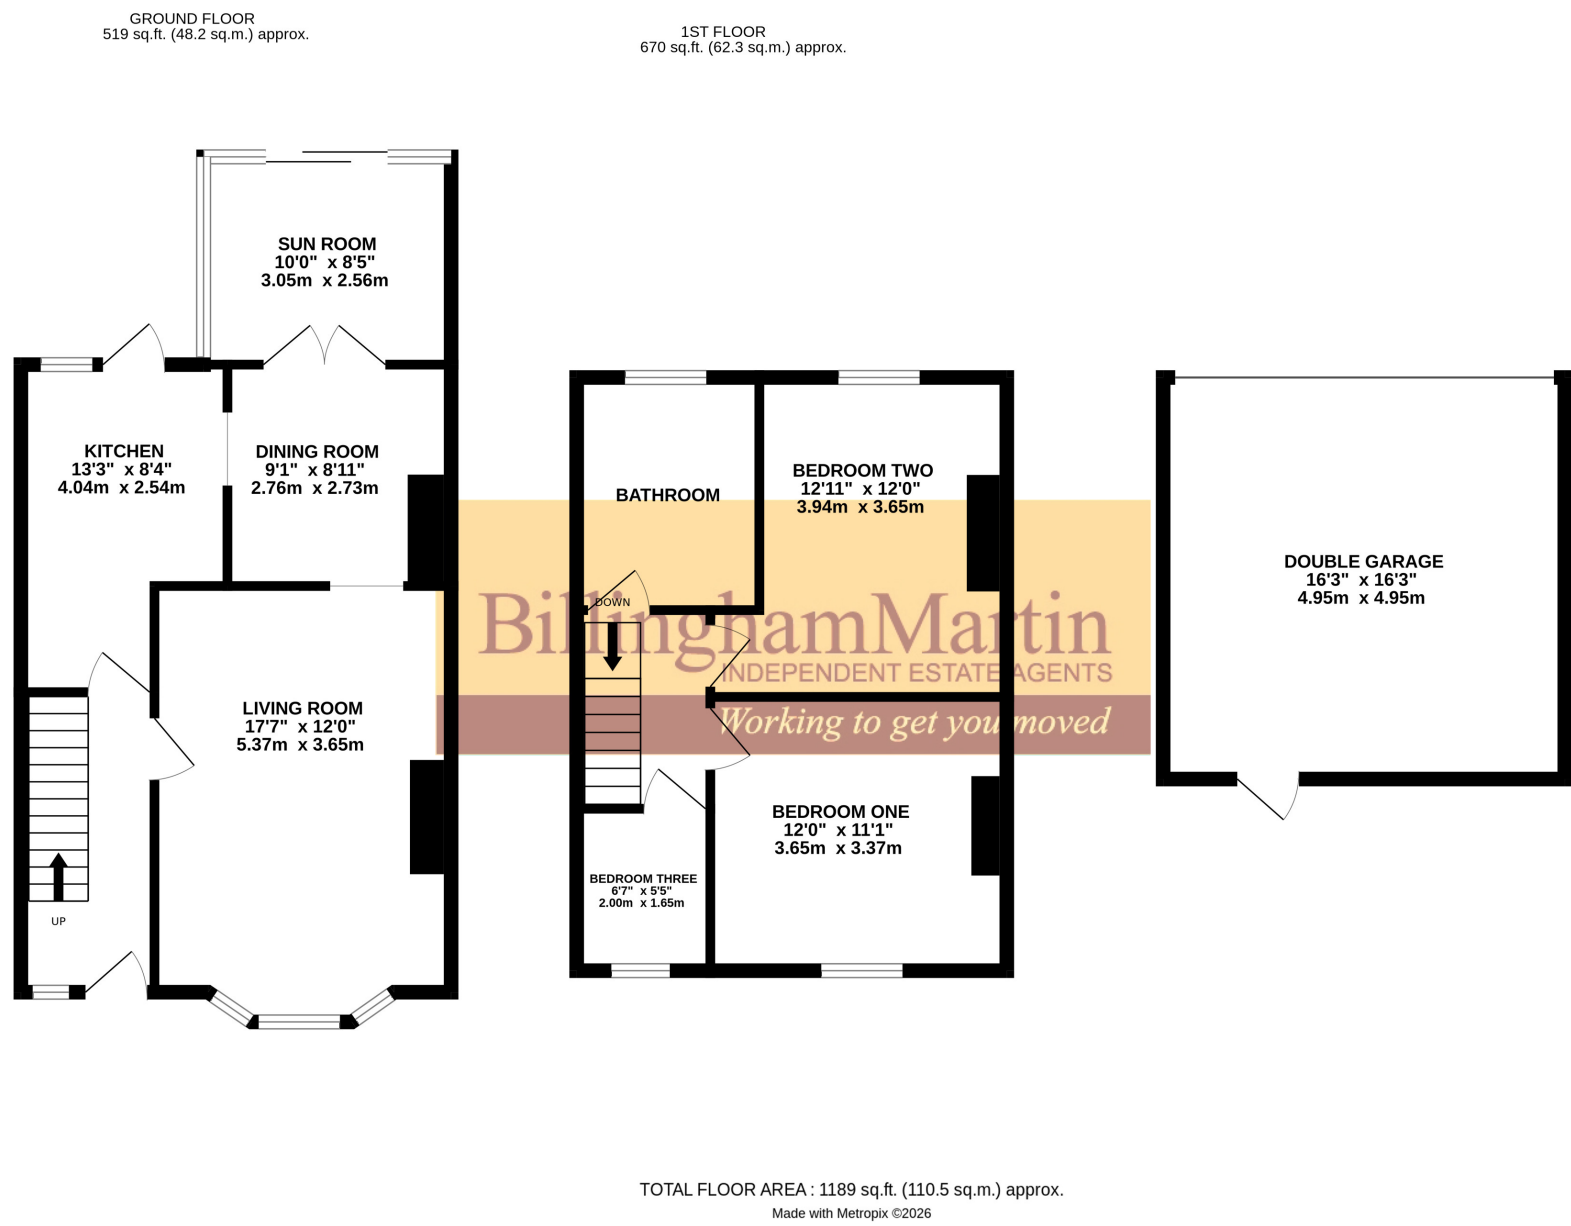 GROUND FLOOR
519 sq.ft. (48.2 sq.m.) approx.
1ST FLOOR
670 sq.ft. (62.3 sq.m.) approx.
SUN ROOM
10'0" x 8'5"
3.05m x 2.56m
KITCHEN
13'3" x 8'4"
4.04m x 2.54m
DINING ROOM
9'1" x 8'11"
2.76m x 2.73m
LIVING ROOM
17'7" x 12'0"
5.37m x 3.65m
UP
BATHROOM
BEDROOM TWO
12'11" x 12'0"
3.94m x 3.65m
DOWN
BEDROOM ONE
12'0" x 11'1"
3.65m x 3.37m
BEDROOM THREE
6'7" x 5'5"
2.00m x 1.65m
DOUBLE GARAGE
16'3" x 16'3"
4.95m x 4.95m
BillinghamMartin
INDEPENDENT ESTATE AGENTS
Working to get you moved
TOTAL FLOOR AREA : 1189 sq.ft. (110.5 sq.m.) approx.
Made with Metropix ©2026